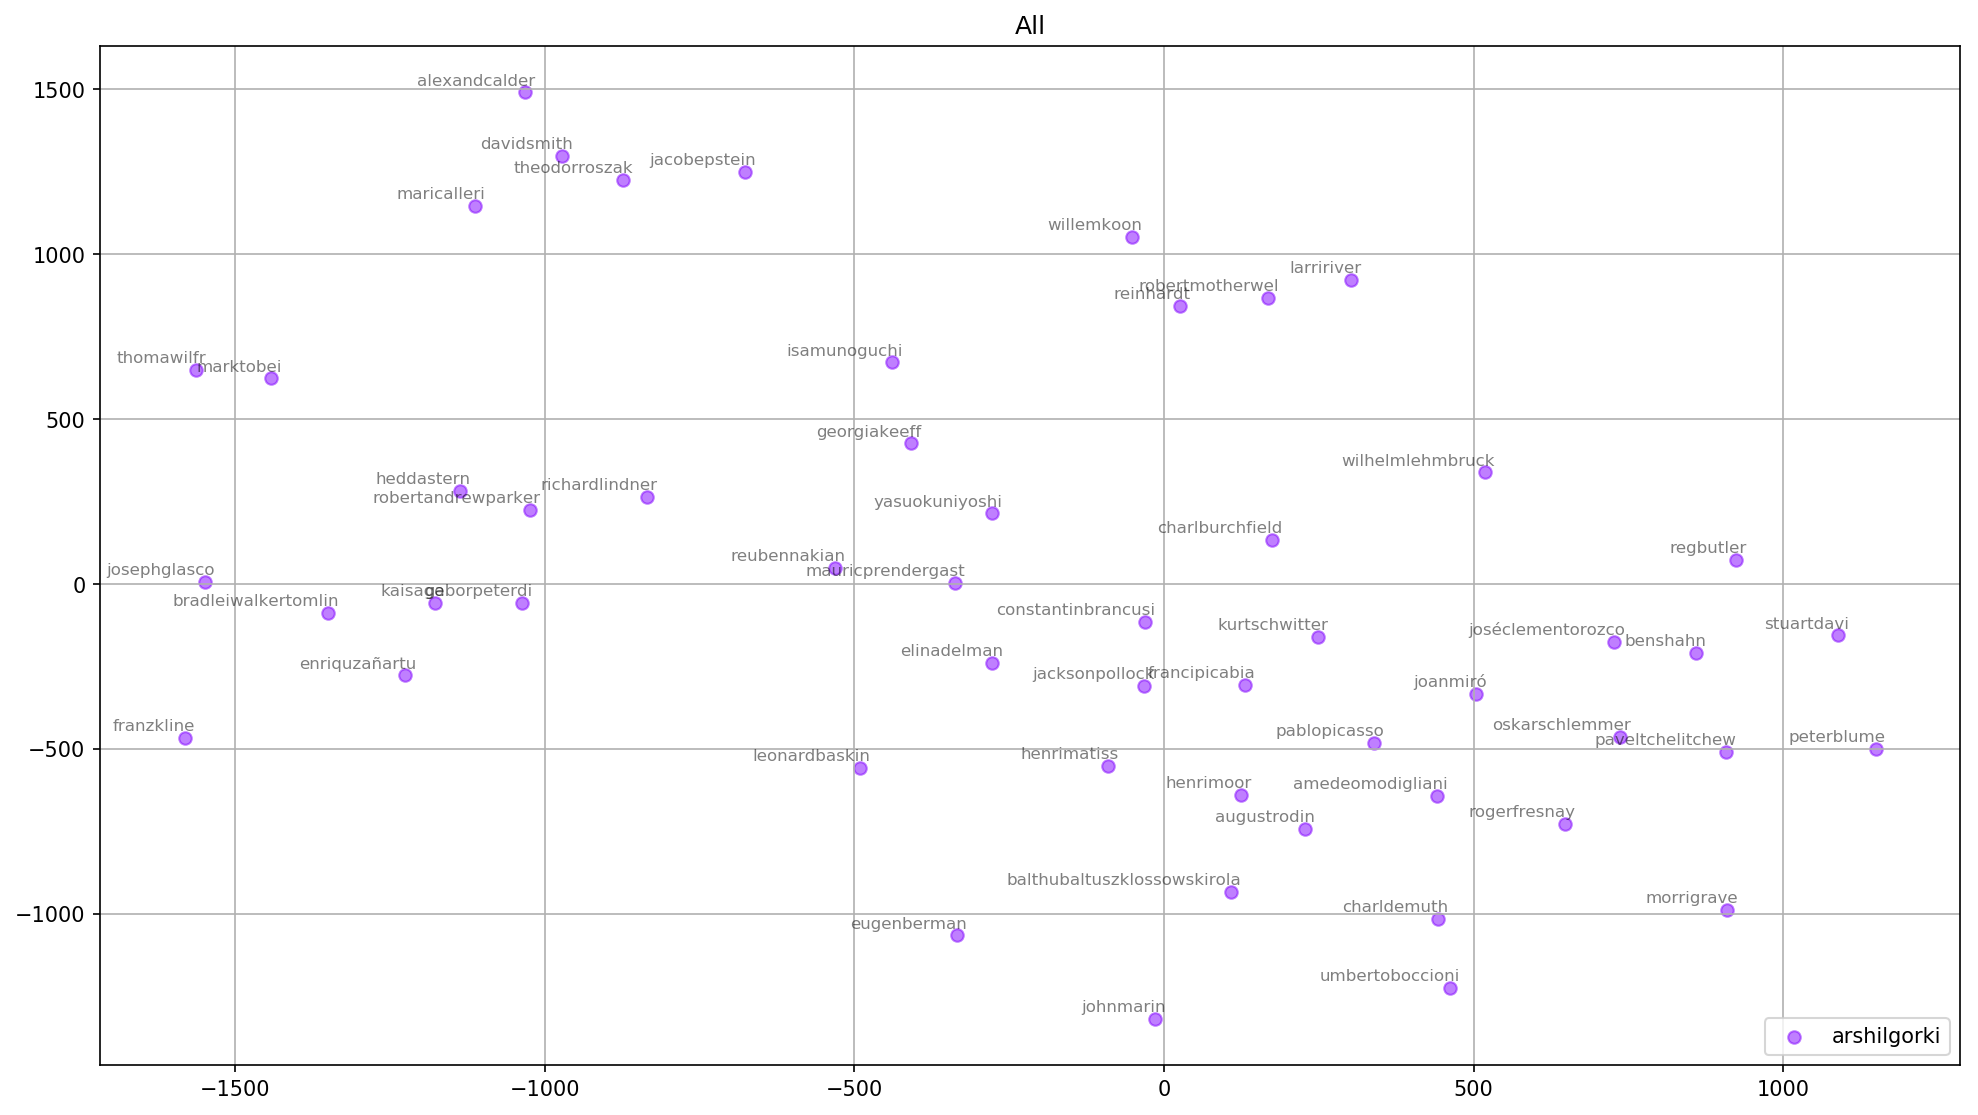 All
1500
1000
500
0
−500
−1000
alexandcalder
davidsmith
theodorroszak
jacobepstein
maricalleri
willemkoon
larririver
robertmotherwel
reinhardt
isamunoguchi
thomawilfr
marktobei
georgiakeeff
wilhelmlehmbruck
heddastern
richardlindner
robertandrewparker
yasuokuniyoshi
charlburchfield
regbutler
reubennakian
josephglasco
mauricprendergast
kaisage
gaborpeterdi
bradleiwalkertomlin
constantinbrancusi
kurtschwitter
stuartdavi
joséclementorozco
benshahn
elinadelman
enriquzañartu
jacksonpollock
francipicabia
joanmiró
franzkline
oskarschlemmer
pablopicasso
paveltchelitchew
peterblume
leonardbaskin
henrimatiss
henrimoor
amedeomodigliani
augustrodin
rogerfresnay
balthubaltuszklossowskirola
morrigrave
charldemuth
eugenberman
umbertoboccioni
johnmarin
arshilgorki
−1500
−1000
−500
0
500
1000